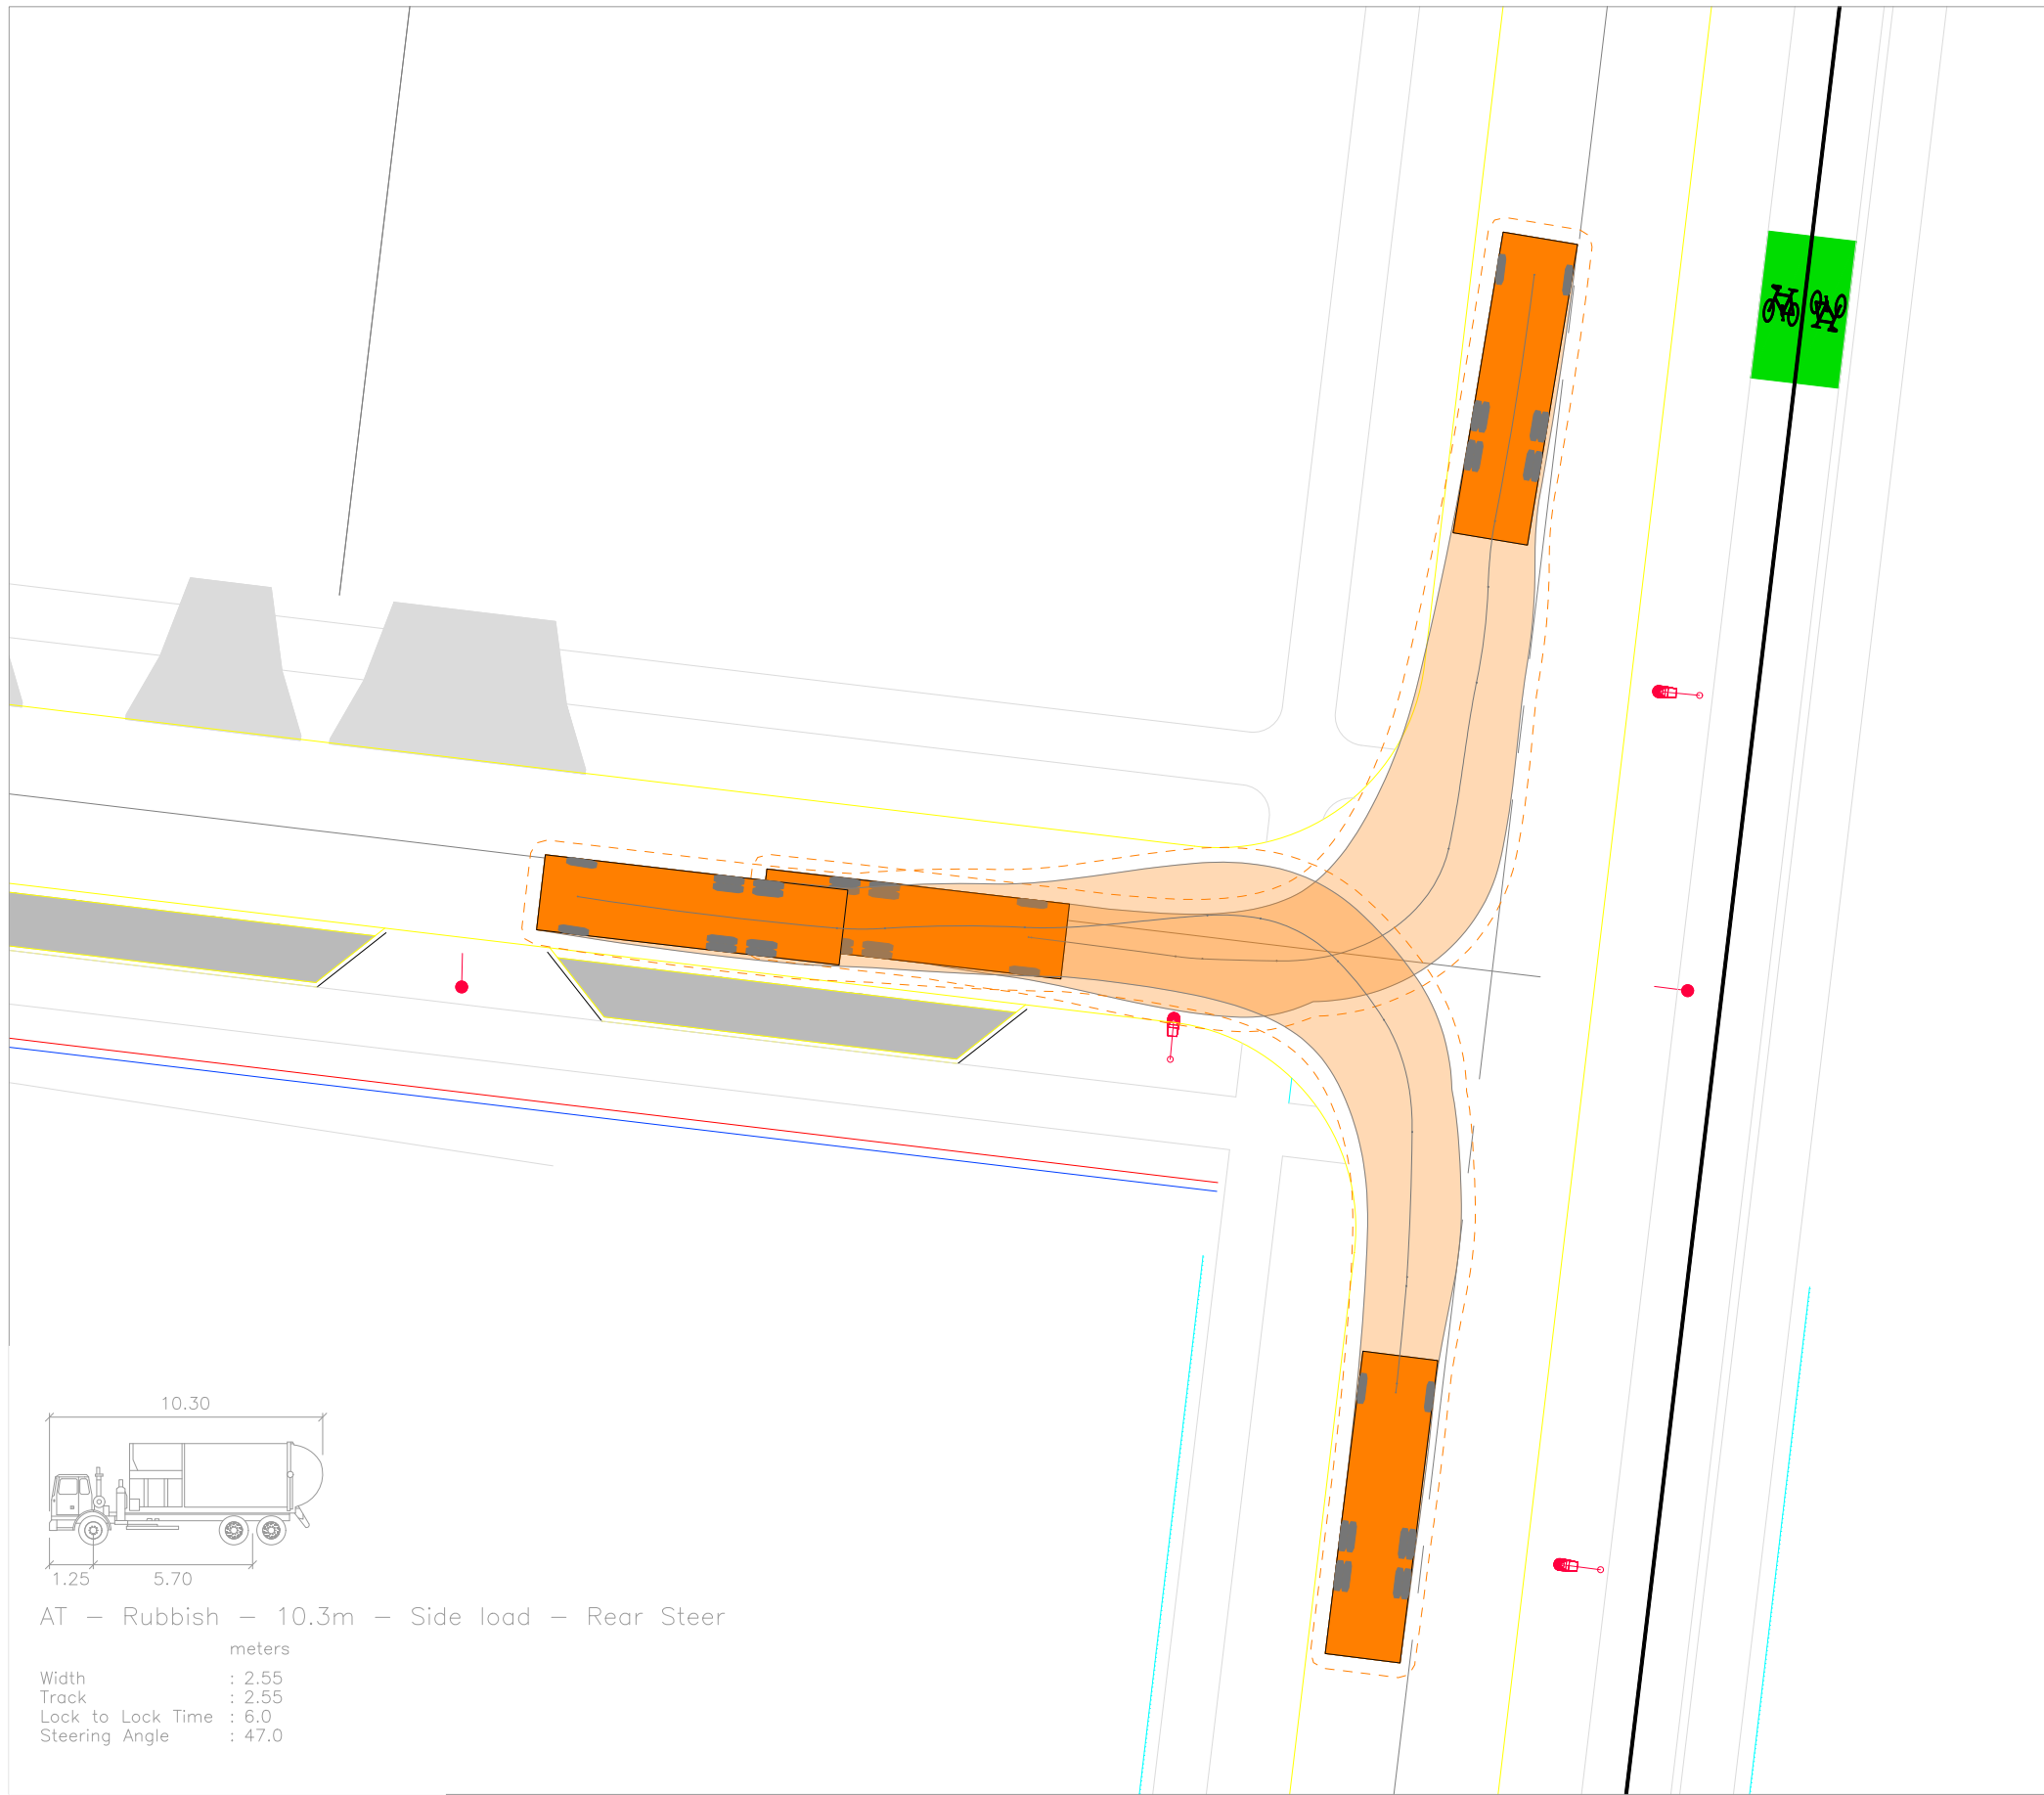 10.30
1.25 5.70
AT - Rubbish - 10.3m - Side load - Rear Steer
meters
Width : 2.55
Track : 2.55
Lock to Lock Time : 6.0
Steering Angle : 47.0